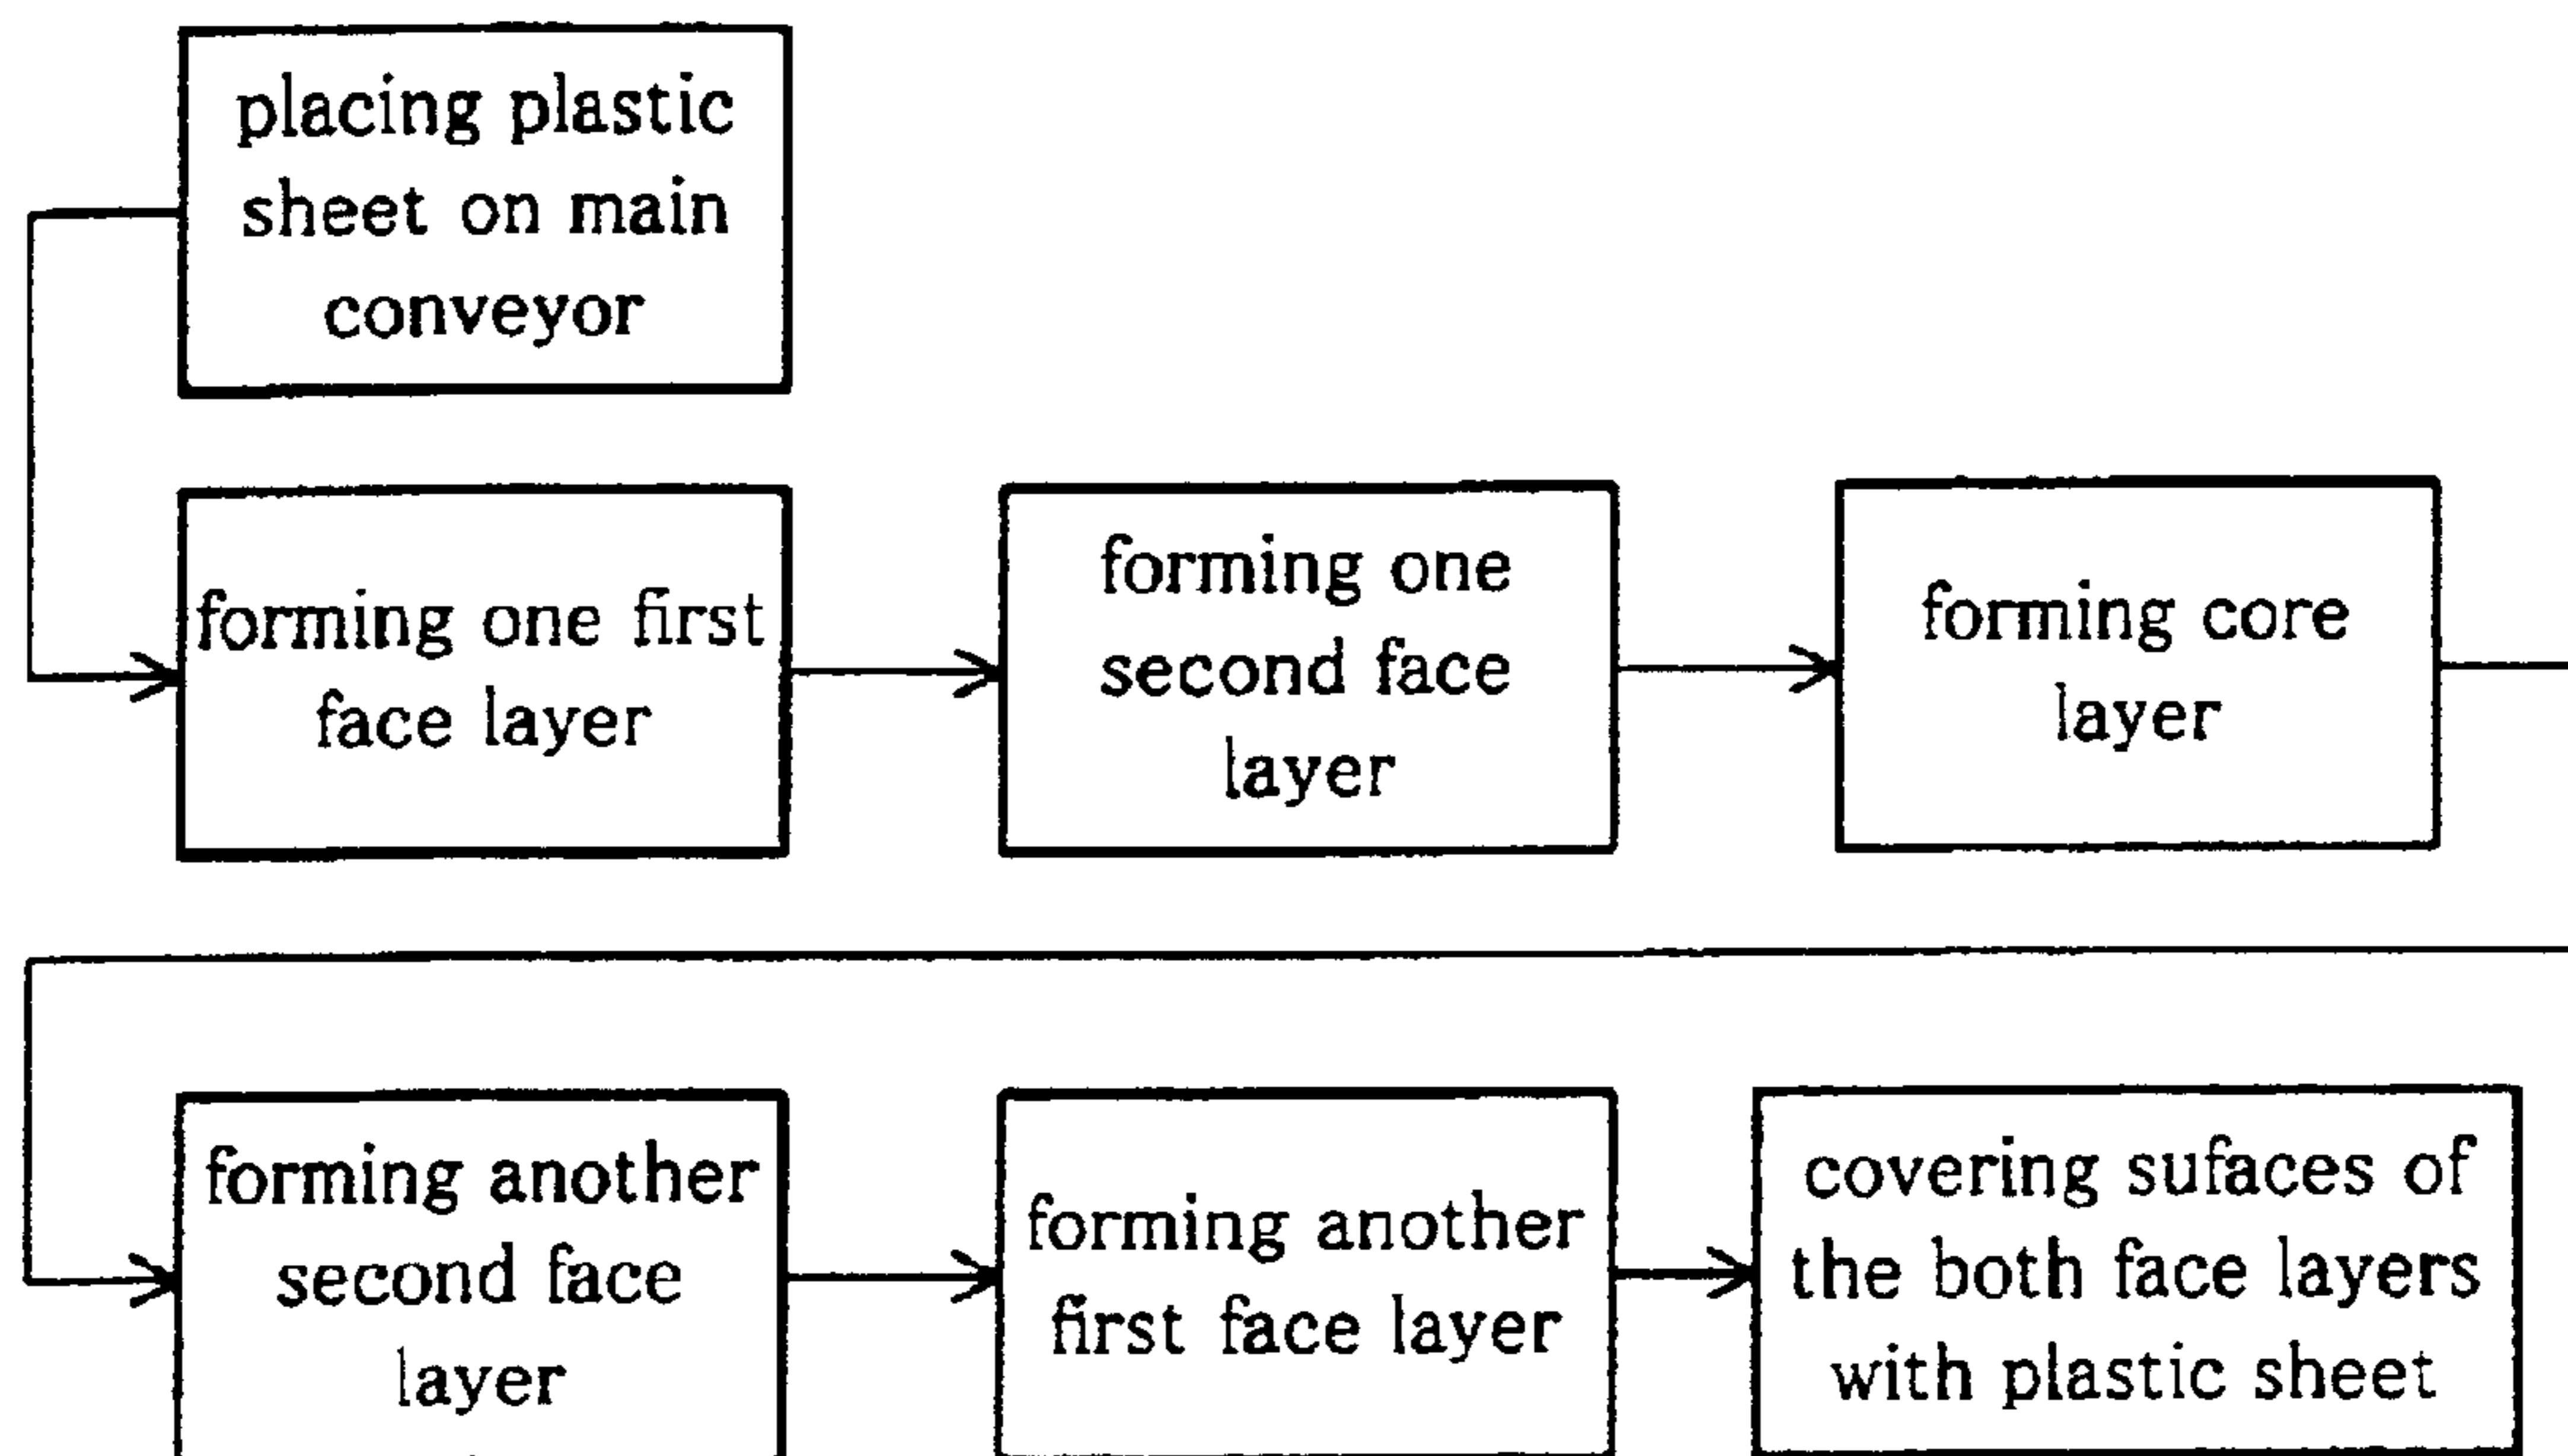 placing plastic
sheet on main
conveyor
forming one first
face layer
forming one
second face
layer
forming core
layer
forming another
second face
layer
forming another
first face layer
covering sufaces of
the both face layers
with plastic sheet